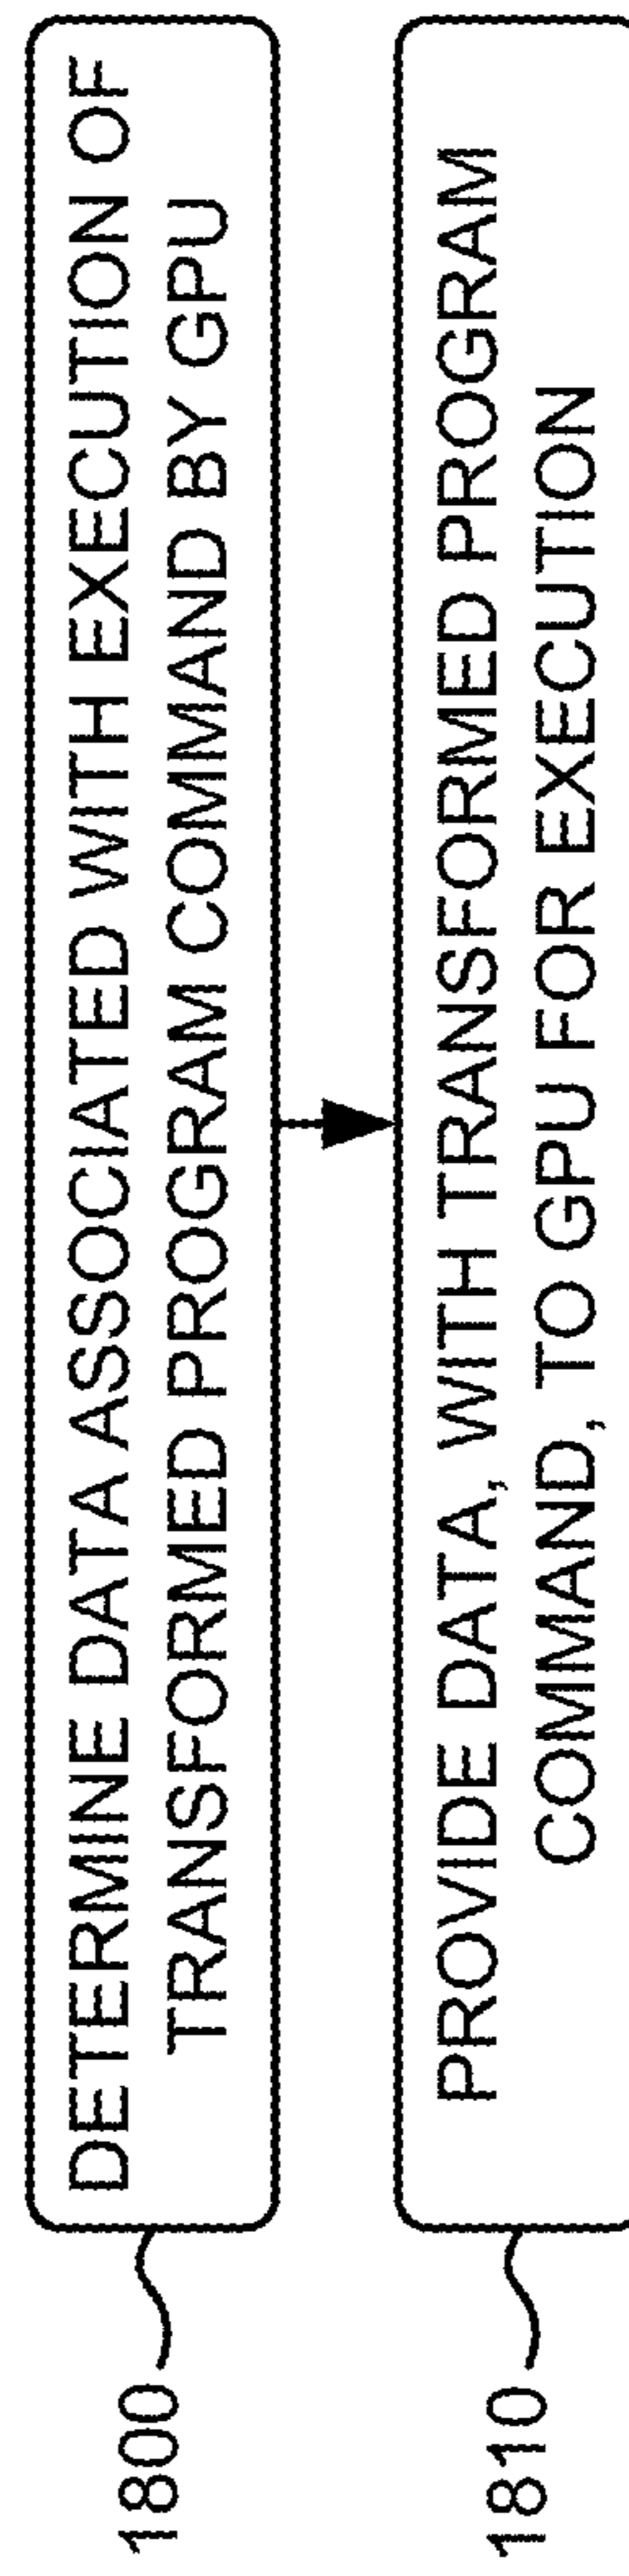 1800
DETERMINE DATA ASSOCIATED WITH EXECUTION OF
TRANSFORMED PROGRAM COMMAND BY GPU
1810
PROVIDE DATA, WITH TRANSFORMED PROGRAM
COMMAND, TO GPU FOR EXECUTION